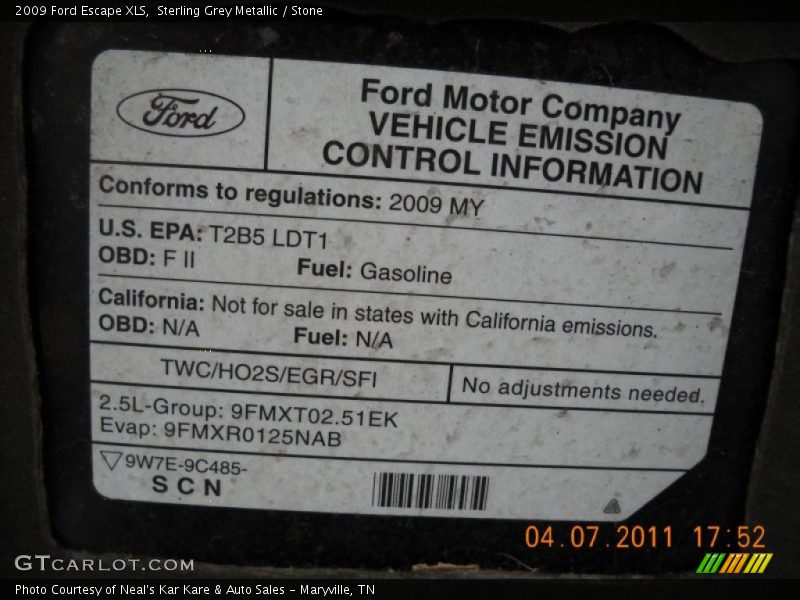 2009 Ford Escape XLS, Sterling Grey Metallic / Stone
Ford
Ford Motor Company
VEHICLE EMISSION
CONTROL INFORMATION
Conforms to regulations: 2009 MY
U.S. EPA: T2B5 LDT1
OBD: F II Fuel: Gasoline
California: Not for sale in states with California emissions.
OBD: N/A Fuel: N/A
TWC/HO2S/EGR/SFI No adjustments needed.
2.5L-Group: 9FMXT02.51EK
Evap: 9FMXR0125NAB
9W7E-9C485-
S C N
04.07.2011 17:52
GTCARLOT.COM
Photo Courtesy of Neal's Kar Kare & Auto Sales – Maryville, TN